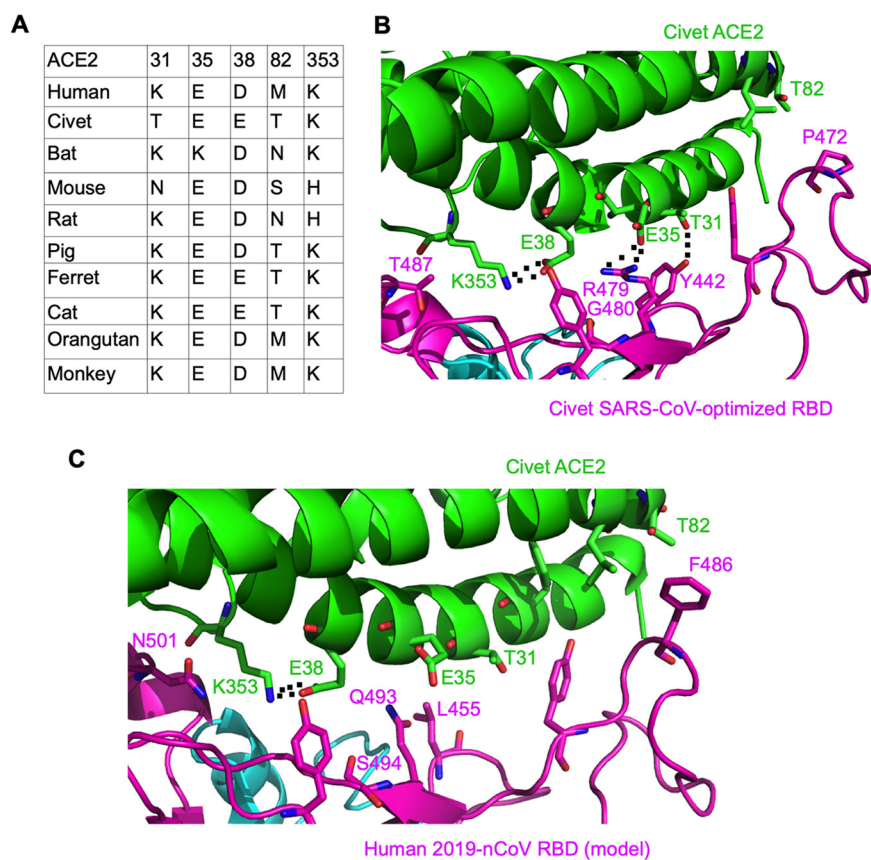 A
ACE2 31 35 38 82 353
Human K E D M K
Civet T E E T K
Bat K K D N K
Mouse N E D S H
Rat K E D N H
Pig K E D T K
Ferret K E E T K
Cat K E E T K
Orangutan K E D M K
Monkey K E D M K
B
Civet ACE2
T82
P472
T31
E38
E35
T487
K353
R479
Y442
G480
Civet SARS-CoV-optimized RBD
C
Civet ACE2
T82
F486
N501
E38
T31
K353
E35
Q493
L455
S494
Human 2019-nCoV RBD (model)